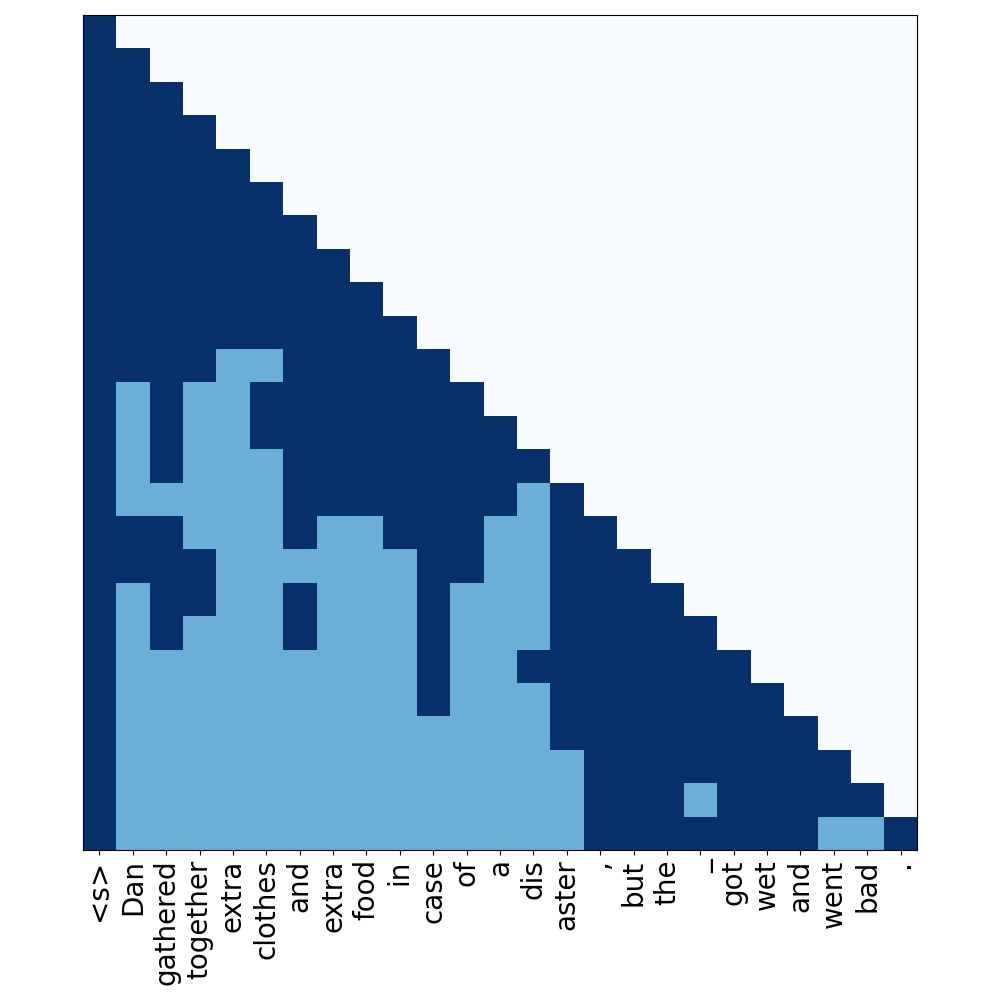 <s> Dan gathered together extra clothes and extra food in case of a dis aster , but the _ got wet and went bad .